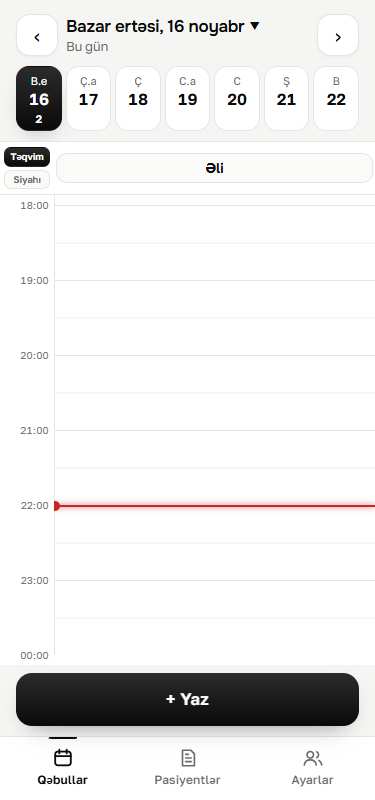 ‹
Bazar ertəsi, 16 noyabr ▼
Bu gün
›
B.e
16
2
Ç.a
17
Ç
18
C.a
19
C
20
Ş
21
B
22
Təqvim
Siyahı
Əli
18:00
19:00
20:00
21:00
22:00
23:00
00:00
+ Yaz
Qəbullar
Pasiyentlər
Ayarlar